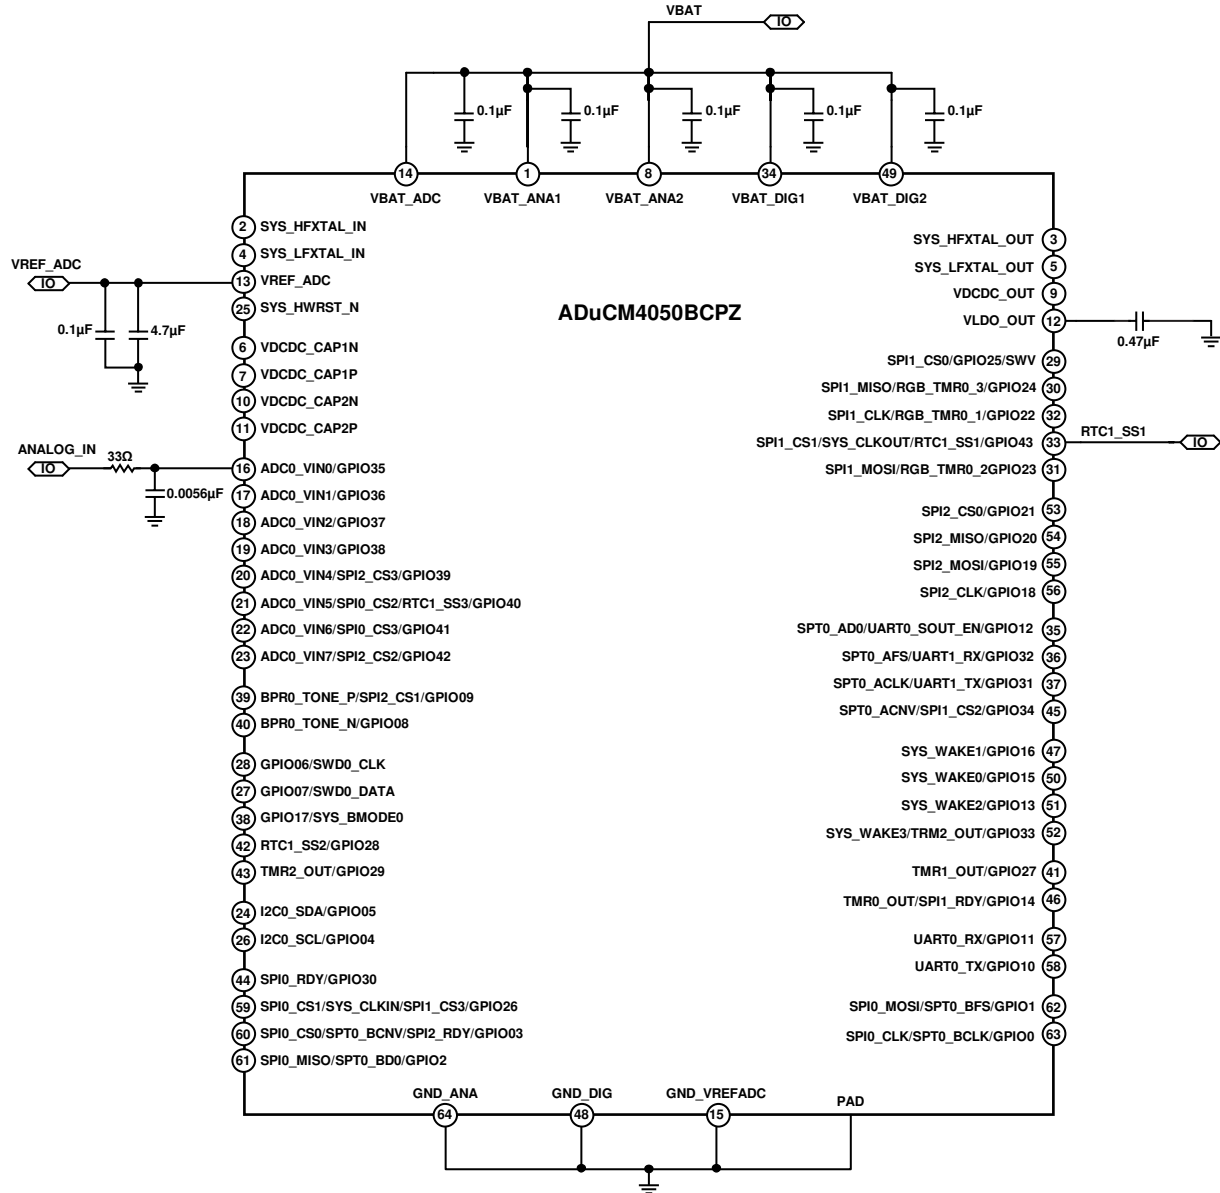 VBAT
IO
0.1µF 0.1µF 0.1µF 0.1µF 0.1µF
14 1 8 34 49
VBAT_ADC VBAT_ANA1 VBAT_ANA2 VBAT_DIG1 VBAT_DIG2
2 SYS_HFXTAL_IN
SYS_HFXTAL_OUT 3
4 SYS_LFXTAL_IN
SYS_LFXTAL_OUT 5
VREF_ADC
IO
13 VREF_ADC
VDCDC_OUT 9
25 SYS_HWRST_N
ADuCM4050BCPZ
VLDO_OUT 12
0.1µF 4.7µF
0.47µF
6 VDCDC_CAP1N
SPI1_CS0/GPIO25/SWV 29
7 VDCDC_CAP1P
SPI1_MISO/RGB_TMR0_3/GPIO24 30
10 VDCDC_CAP2N
SPI1_CLK/RGB_TMR0_1/GPIO22 32
11 VDCDC_CAP2P
SPI1_CS1/SYS_CLKOUT/RTC1_SS1/GPIO43 33
RTC1_SS1
IO
ANALOG_IN
IO
33Ω
16 ADC0_VIN0/GPIO35
SPI1_MOSI/RGB_TMR0_2GPIO23 31
0.0056µF
17 ADC0_VIN1/GPIO36
SPI2_CS0/GPIO21 53
18 ADC0_VIN2/GPIO37
SPI2_MISO/GPIO20 54
19 ADC0_VIN3/GPIO38
SPI2_MOSI/GPIO19 55
20 ADC0_VIN4/SPI2_CS3/GPIO39
SPI2_CLK/GPIO18 56
21 ADC0_VIN5/SPI0_CS2/RTC1_SS3/GPIO40
22 ADC0_VIN6/SPI0_CS3/GPIO41
SPT0_AD0/UART0_SOUT_EN/GPIO12 35
23 ADC0_VIN7/SPI2_CS2/GPIO42
SPT0_AFS/UART1_RX/GPIO32 36
39 BPR0_TONE_P/SPI2_CS1/GPIO09
SPT0_ACLK/UART1_TX/GPIO31 37
40 BPR0_TONE_N/GPIO08
SPT0_ACNV/SPI1_CS2/GPIO34 45
28 GPIO06/SWD0_CLK
SYS_WAKE1/GPIO16 47
27 GPIO07/SWD0_DATA
SYS_WAKE0/GPIO15 50
38 GPIO17/SYS_BMODE0
SYS_WAKE2/GPIO13 51
42 RTC1_SS2/GPIO28
SYS_WAKE3/TRM2_OUT/GPIO33 52
43 TMR2_OUT/GPIO29
TMR1_OUT/GPIO27 41
24 I2C0_SDA/GPIO05
TMR0_OUT/SPI1_RDY/GPIO14 46
26 I2C0_SCL/GPIO04
UART0_RX/GPIO11 57
44 SPI0_RDY/GPIO30
UART0_TX/GPIO10 58
59 SPI0_CS1/SYS_CLKIN/SPI1_CS3/GPIO26
SPI0_MOSI/SPT0_BFS/GPIO1 62
60 SPI0_CS0/SPT0_BCNV/SPI2_RDY/GPIO03
SPI0_CLK/SPT0_BCLK/GPIO0 63
61 SPI0_MISO/SPT0_BD0/GPIO2
GND_ANA GND_DIG GND_VREFADC PAD
64 48 15